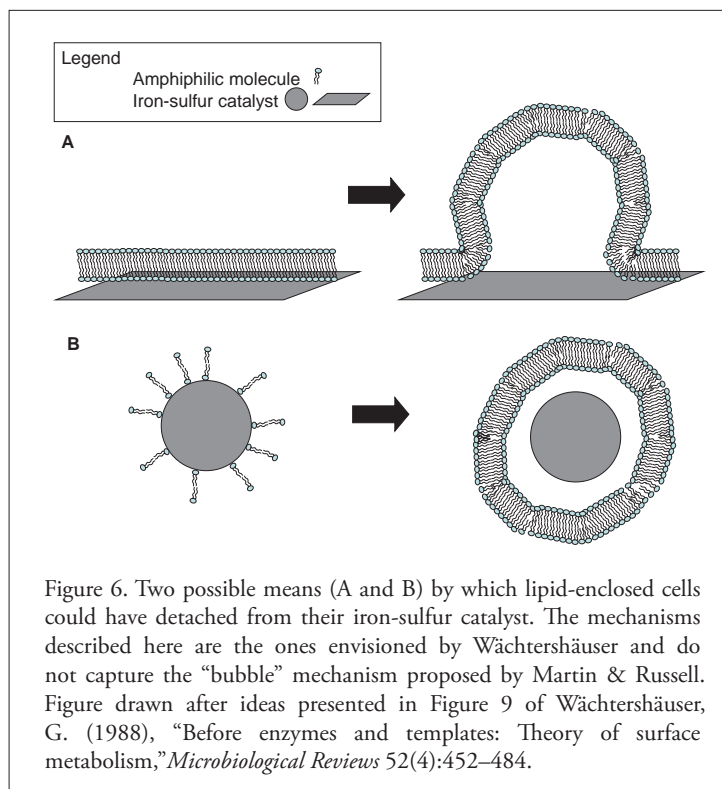 Legend
Amphiphilic molecule
Iron-sulfur catalyst
A
B
Figure 6. Two possible means (A and B) by which lipid-enclosed cells
could have detached from their iron-sulfur catalyst. The mechanisms
described here are the ones envisioned by Wächtershäuser and do
not capture the “bubble” mechanism proposed by Martin & Russell.
Figure drawn after ideas presented in Figure 9 of Wächtershäuser,
G. (1988), “Before enzymes and templates: Theory of surface
metabolism,”Microbiological Reviews 52(4):452–484.